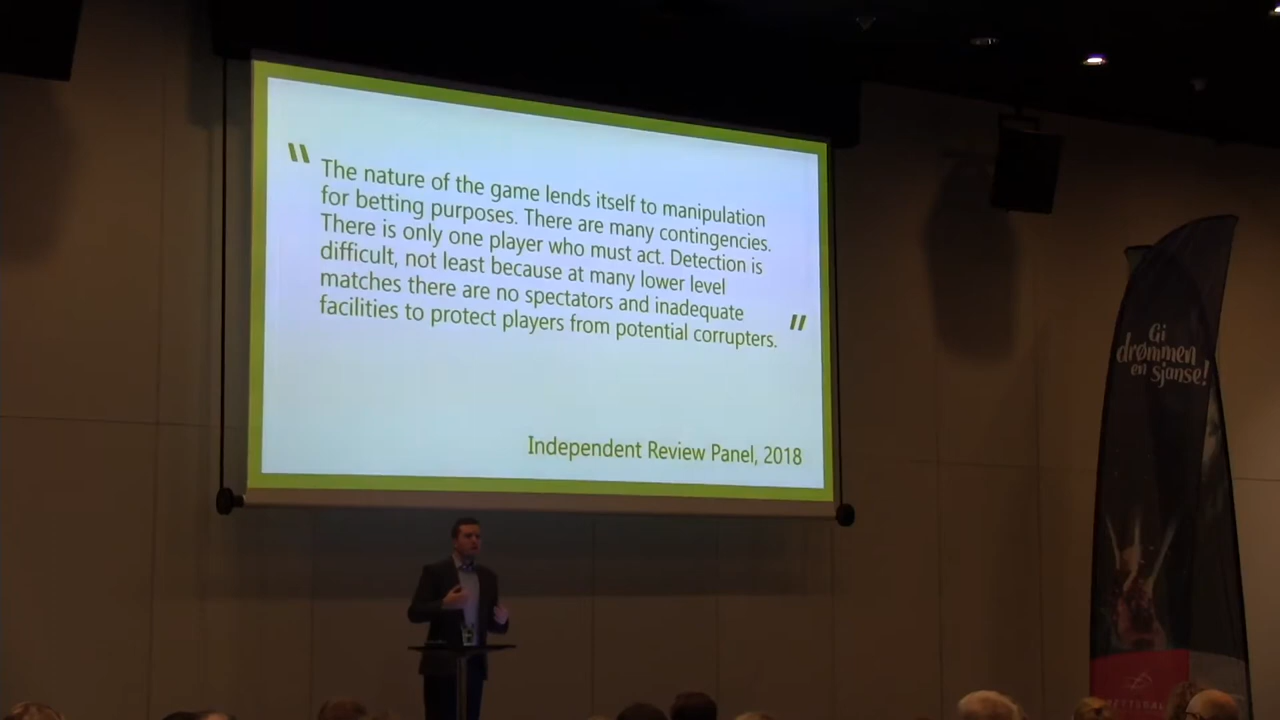 " The nature of the game lends itself to manipulation
for betting purposes. There are many contingencies.
There is only one player who must act. Detection is
difficult, not least because at many lower level
matches there are no spectators and inadequate
facilities to protect players from potential corrupters. "
Independent Review Panel, 2018
Gi
drømmen
en sjanse!